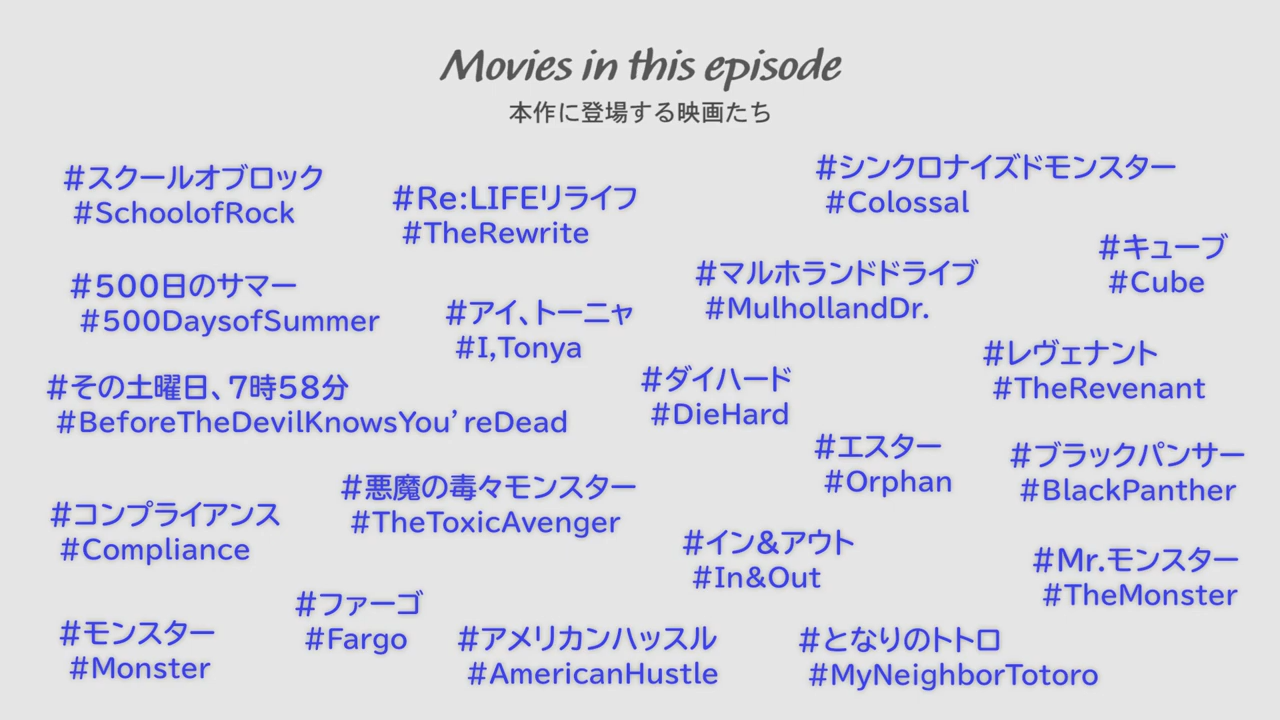 Movies in this episode
本作に登場する映画たち
#スクールオブロック
#SchoolofRock
#Re:LIFEリライフ
#TheRewrite
#シンクロナイズドモンスター
#Colossal
#キューブ
#Cube
#500日のサマー
#500DaysofSummer
#アイ、トーニャ
#I,Tonya
#マルホランドドライブ
#MulhollandDr.
#レヴェナント
#TheRevenant
#その土曜日、7時58分
#BeforeTheDevilKnowsYou’reDead
#ダイハード
#DieHard
#エスター
#Orphan
#ブラックパンサー
#BlackPanther
#コンプライアンス
#Compliance
#悪魔の毒々モンスター
#TheToxicAvenger
#イン&アウト
#In&Out
#Mr.モンスター
#TheMonster
#モンスター
#Monster
#ファーゴ
#Fargo
#アメリカンハッスル
#AmericanHustle
#となりのトトロ
#MyNeighborTotoro